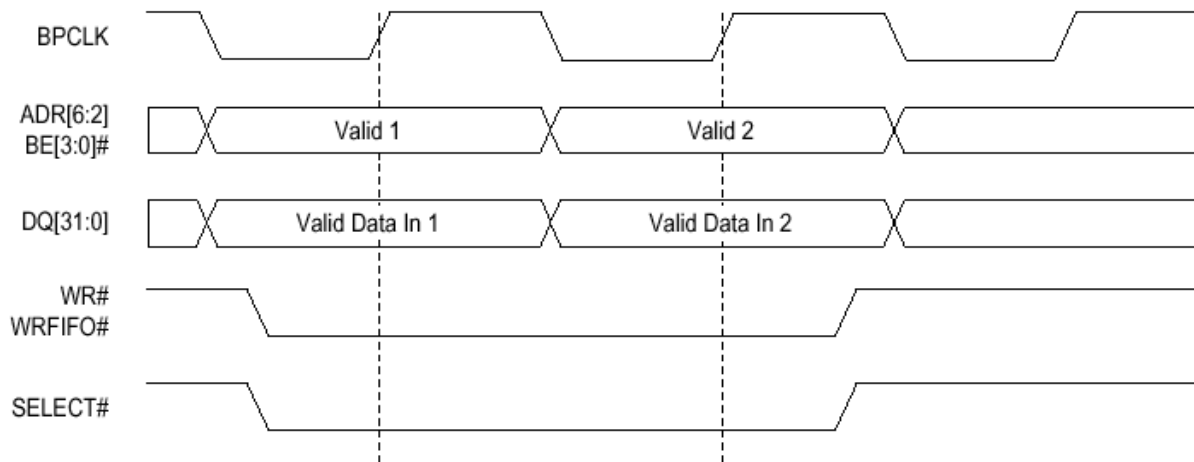 BPCLK
ADR[6:2]
BE[3:0]#
Valid 1
Valid 2
DQ[31:0]
Valid Data In 1
Valid Data In 2
WR#
WRFIFO#
SELECT#